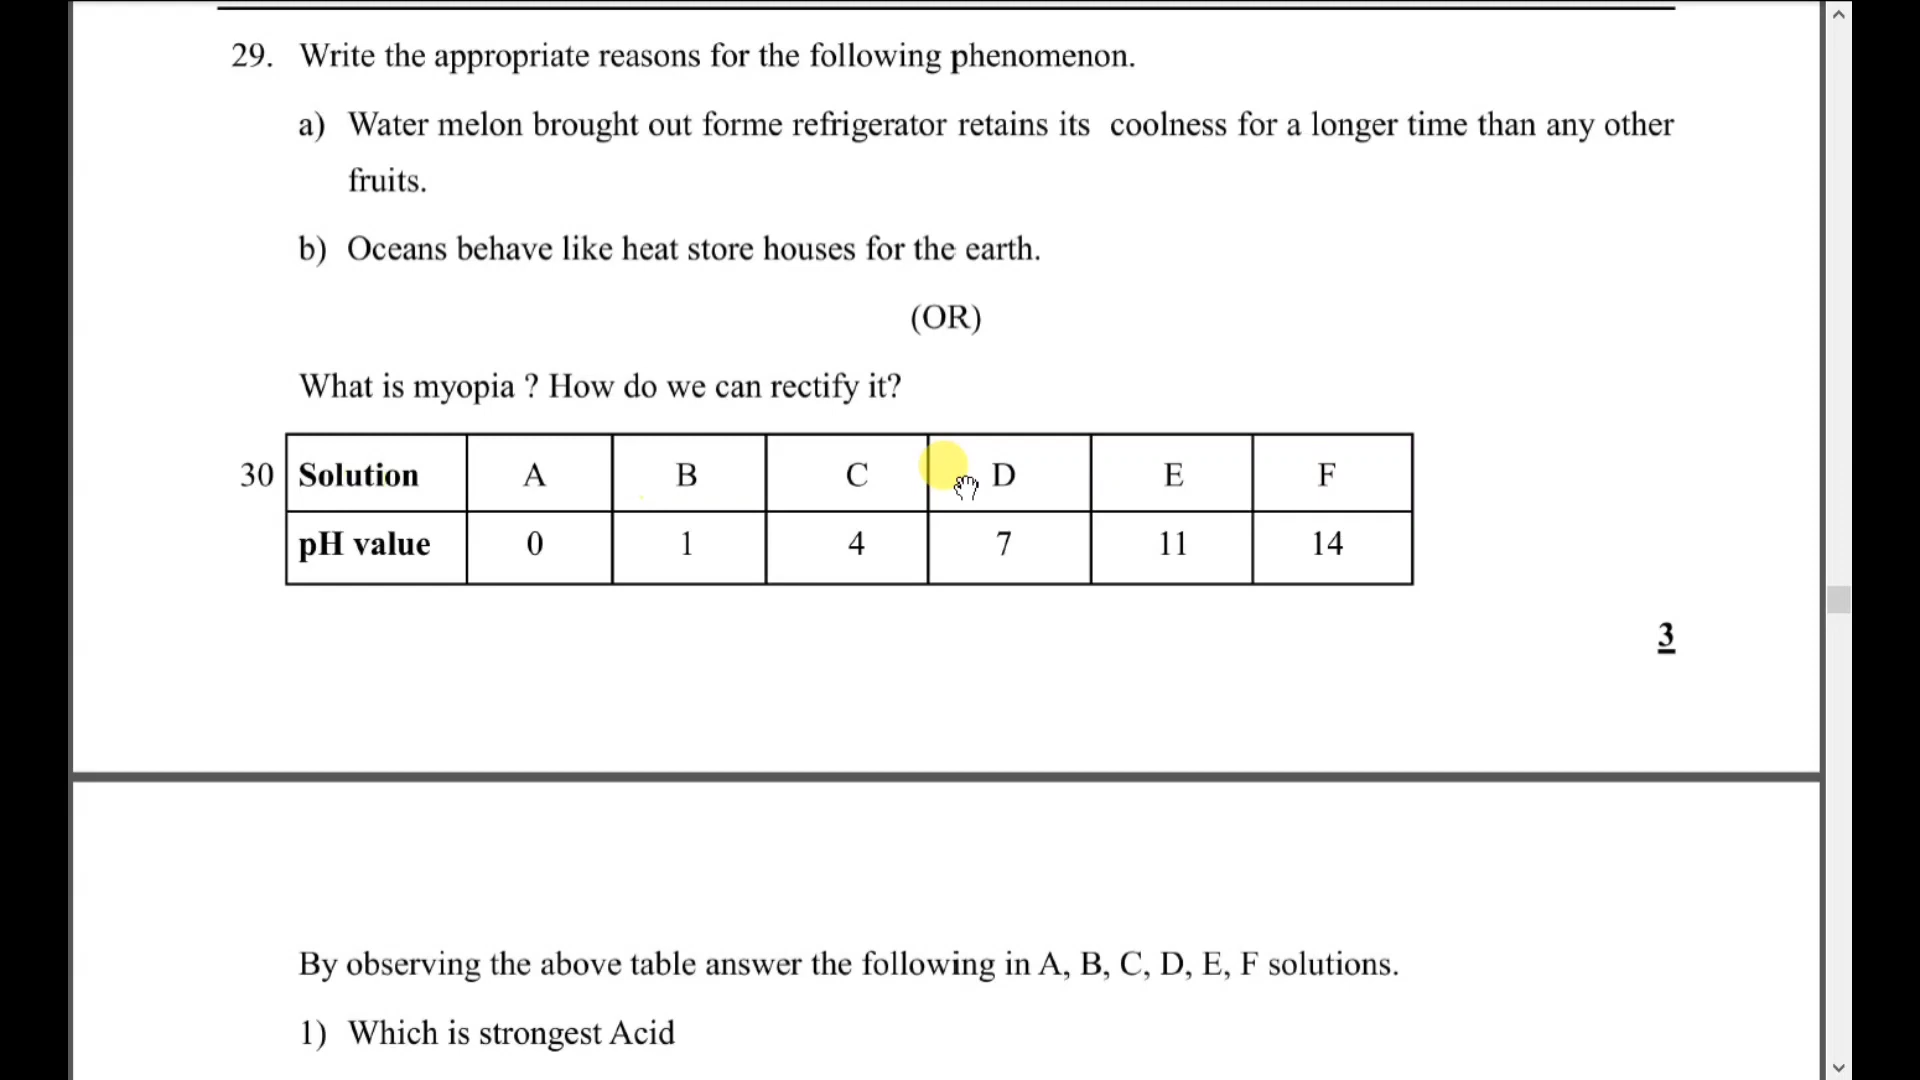 29. Write the appropriate reasons for the following phenomenon.
a) Water melon brought out forme refrigerator retains its coolness for a longer time than any other
fruits.
b) Oceans behave like heat store houses for the earth.
(OR)
What is myopia ? How do we can rectify it?
30 Solution A B C D E F
pH value 0 1 4 7 11 14
3
By observing the above table answer the following in A, B, C, D, E, F solutions.
1) Which is strongest Acid